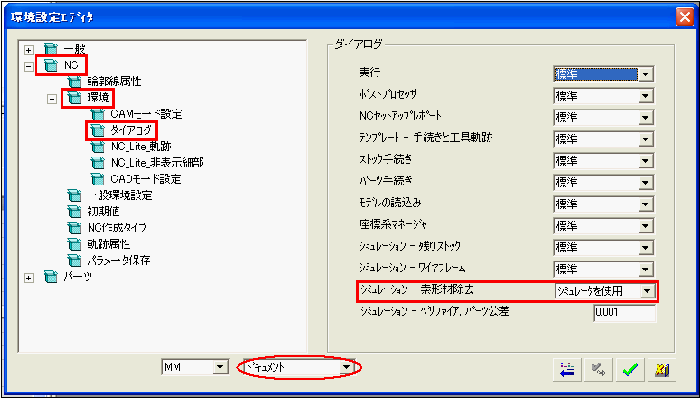 環境設定エディタ
一般
NC
輪郭線属性
環境
CAMモード設定
ダイアログ
NC_Lite_軌跡
NC_Lite_非表示細部
CADモード設定
一般環境設定
初期値
NC作成タイプ
軌跡属性
パラメータ保存
パーツ
ダイアログ
実行 標準
ポストプロセッサ 標準
NCセットアップレポート 標準
テンプレート - 手続きと工具軌跡 標準
ストック手続き 標準
パーツ手続き 標準
モデルの読込み 標準
座標系マネージャ 標準
シミュレーション - 残りストック 標準
シミュレーション - ワイヤフレーム 標準
シミュレーション - 素形材除去 シミュレータを使用
シミュレーション - ベリファイア, パーツ公差 0.001
MM ドキュメント